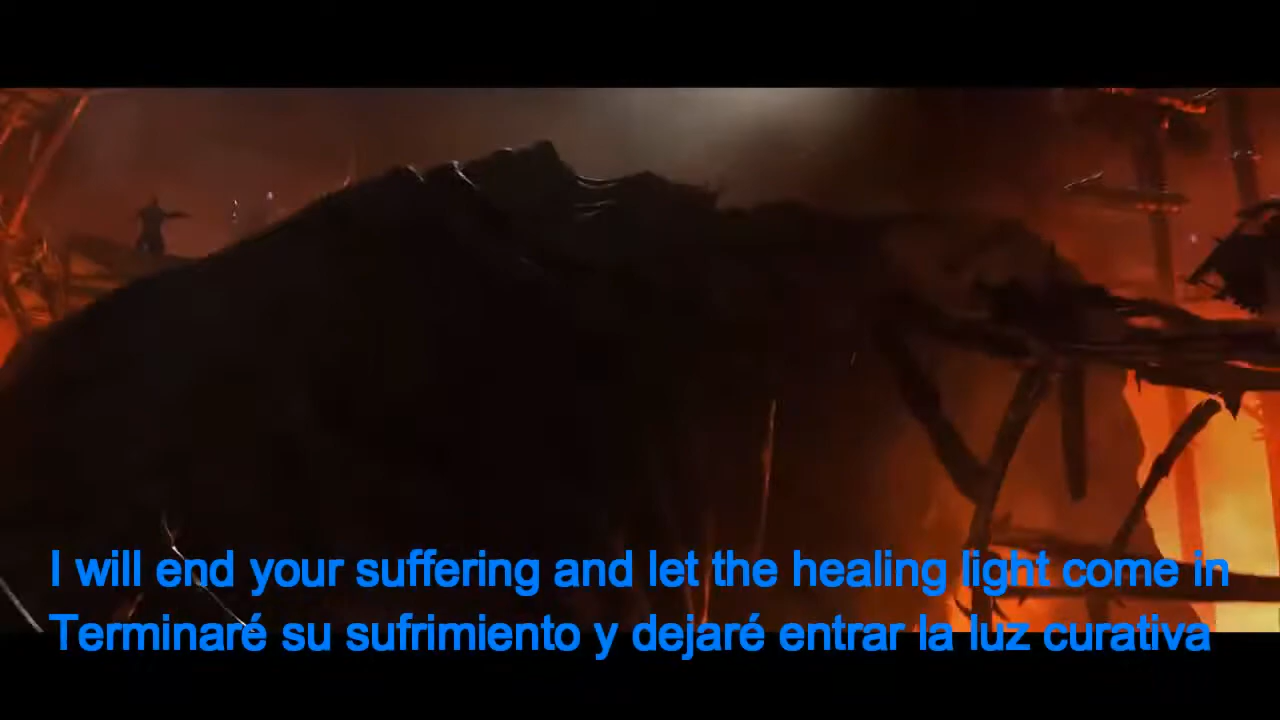 I will end your suffering and let the healing light come in
Terminaré su sufrimiento y dejaré entrar la luz curativa